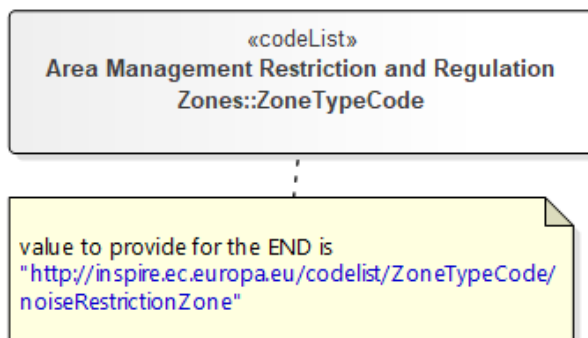 «codeList»
Area Management Restriction and Regulation
Zones::ZoneTypeCode
value to provide for the END is
"http://inspire.ec.europa.eu/codelist/ZoneTypeCode/
noiseRestrictionZone"